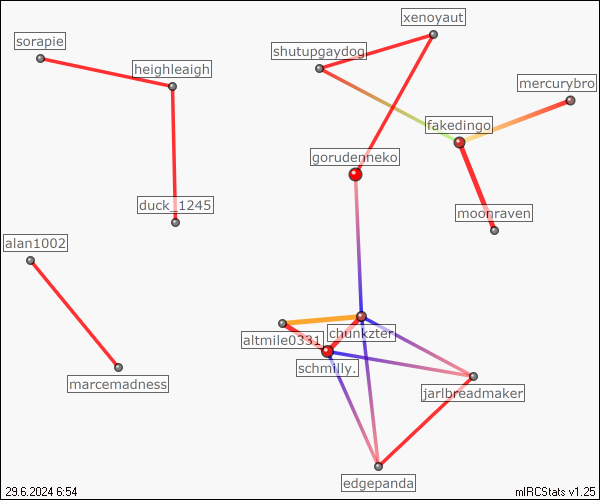 xenoyaut
sorapie
shutupgaydog
heighleaigh
mercurybro
fakedingo
gorudenneko
duck_1245
moonraven
alan1002
chunkzter
altmile0331
schmilly.
marcemadness
jarlbreadmaker
edgepanda
29.6.2024 6:54
mIRCStats v1.25